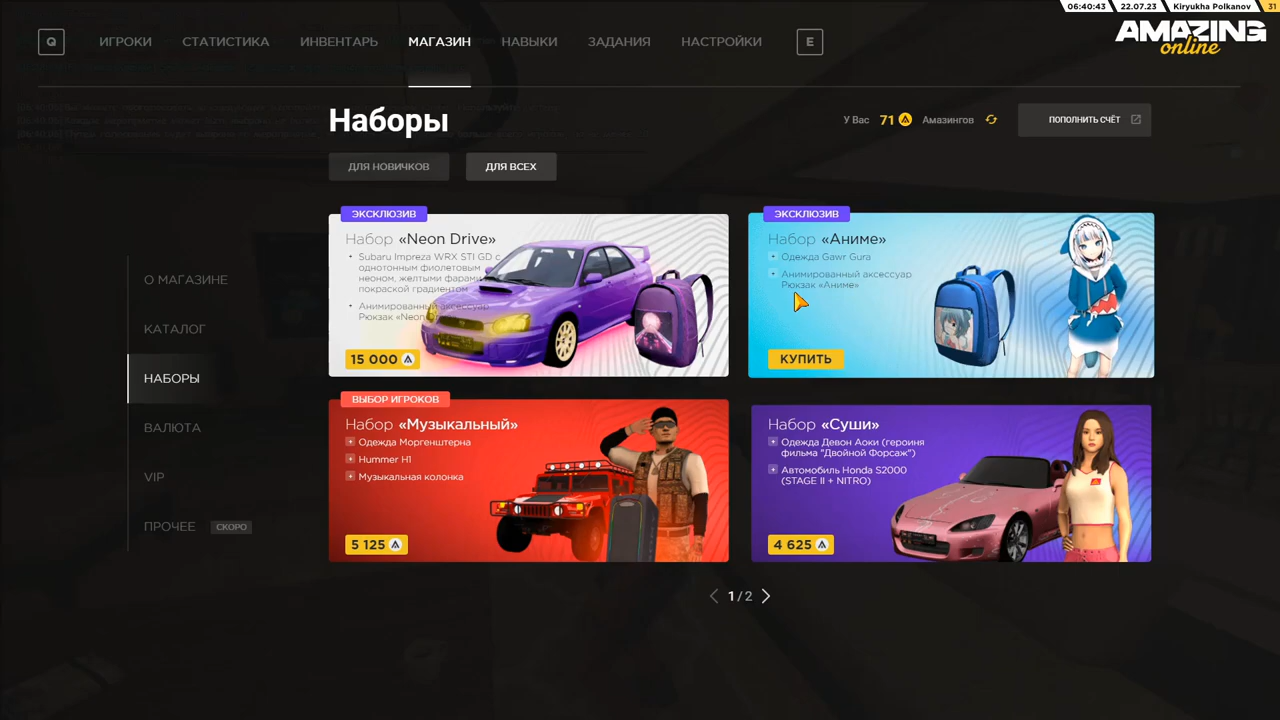 06:40:43 22.07.23 Kiryukha Polkanov 31
Q ИГРОКИ СТАТИСТИКА ИНВЕНТАРЬ МАГАЗИН НАВЫКИ ЗАДАНИЯ НАСТРОЙКИ E
AMAZING
online
Наборы
У Вас 71 Амазингов
ПОПОЛНИТЬ СЧЁТ
ДЛЯ НОВИЧКОВ
ДЛЯ ВСЕХ
О МАГАЗИНЕ
КАТАЛОГ
НАБОРЫ
ВАЛЮТА
VIP
ПРОЧЕЕ СКОРО
ЭКСКЛЮЗИВ
Набор «Neon Drive»
Subaru Impreza WRX STI GD с
однотонным фиолетовым
неоном, желтыми фарами
покраской градиентом
Анимированный аксессуар
Рюкзак «Neon
15 000
ЭКСКЛЮЗИВ
Набор «Аниме»
Одежда Gawr Gura
Анимированный аксессуар
Рюкзак «Аниме»
КУПИТЬ
ВЫБОР ИГРОКОВ
Набор «Музыкальный»
Одежда Моргенштерна
Hummer H1
Музыкальная колонка
5 125
Набор «Суши»
Одежда Девон Аоки (героиня
фильма "Двойной Форсаж")
Автомобиль Honda S2000
(STAGE II + NITRO)
4 625
1 / 2